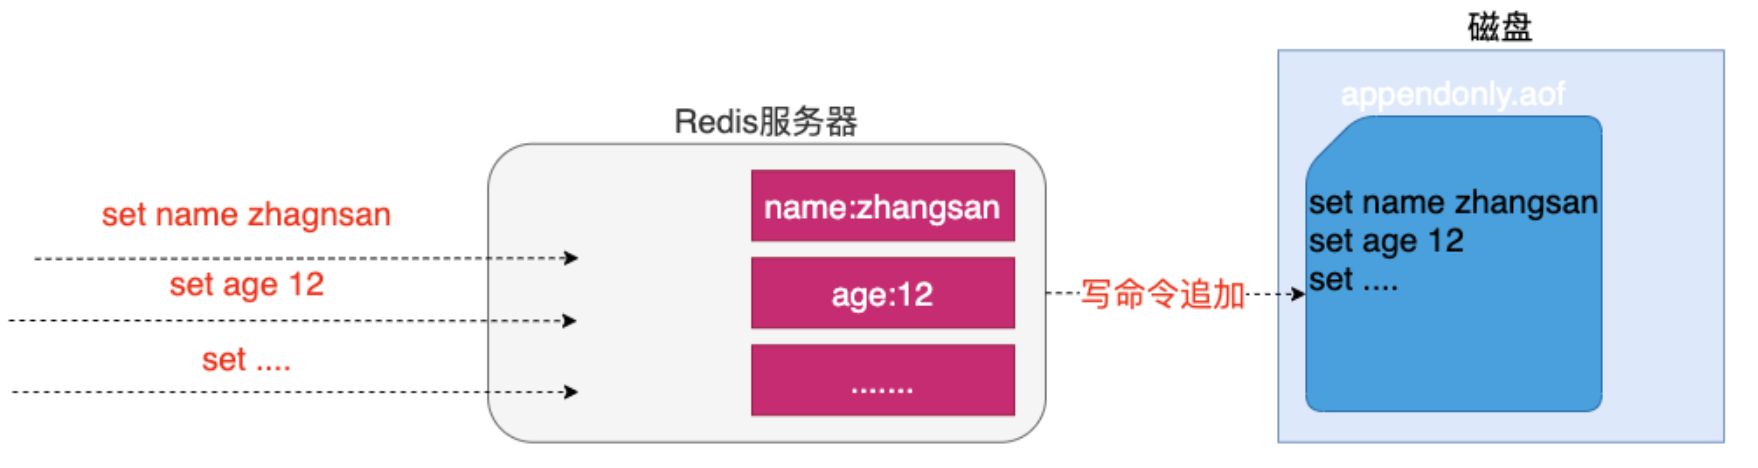 set name zhagnsan
set age 12
set ....
Redis服务器
name:zhangsan
age:12
.......
写命令追加
磁盘
appendonly.aof
set name zhangsan
set age 12
set ....